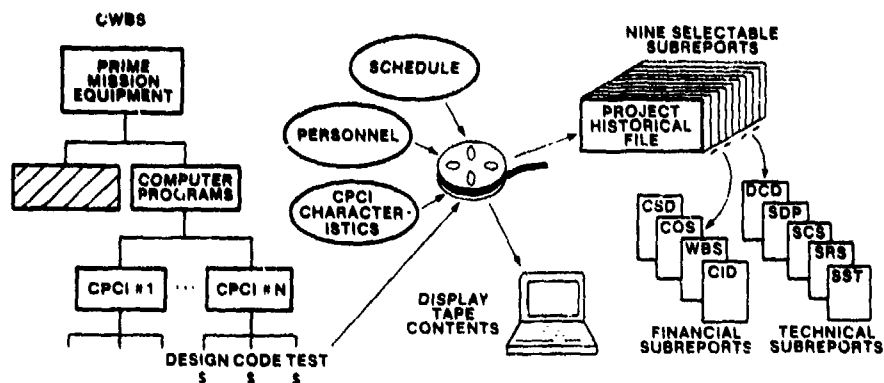 CWBS
PRIME
MISSION
EQUIPMENT
COMPUTER
PROGRAMS
CPCI #1
...
CPCI #N
DESIGN CODE TEST
$ $ $
SCHEDULE
PERSONNEL
CPCI
CHARACTER-
ISTICS
DISPLAY
TAPE
CONTENTS
NINE SELECTABLE
SUBREPORTS
PROJECT
HISTORICAL
FILE
CSD
COS
WBS
CID
FINANCIAL
SUBREPORTS
DCD
SDP
SCS
SRS
SST
TECHNICAL
SUBREPORTS